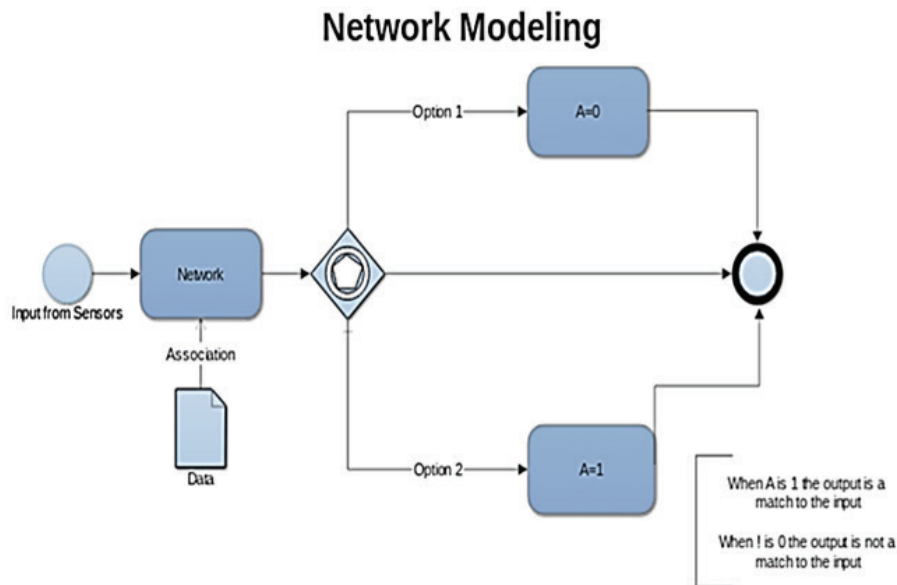 Network Modeling
Option 1
A=0
Network
Input from Sensors
Association
Data
Option 2
A=1
When A is 1 the output is a
match to the input
When ! is 0 the output is not a
match to the input